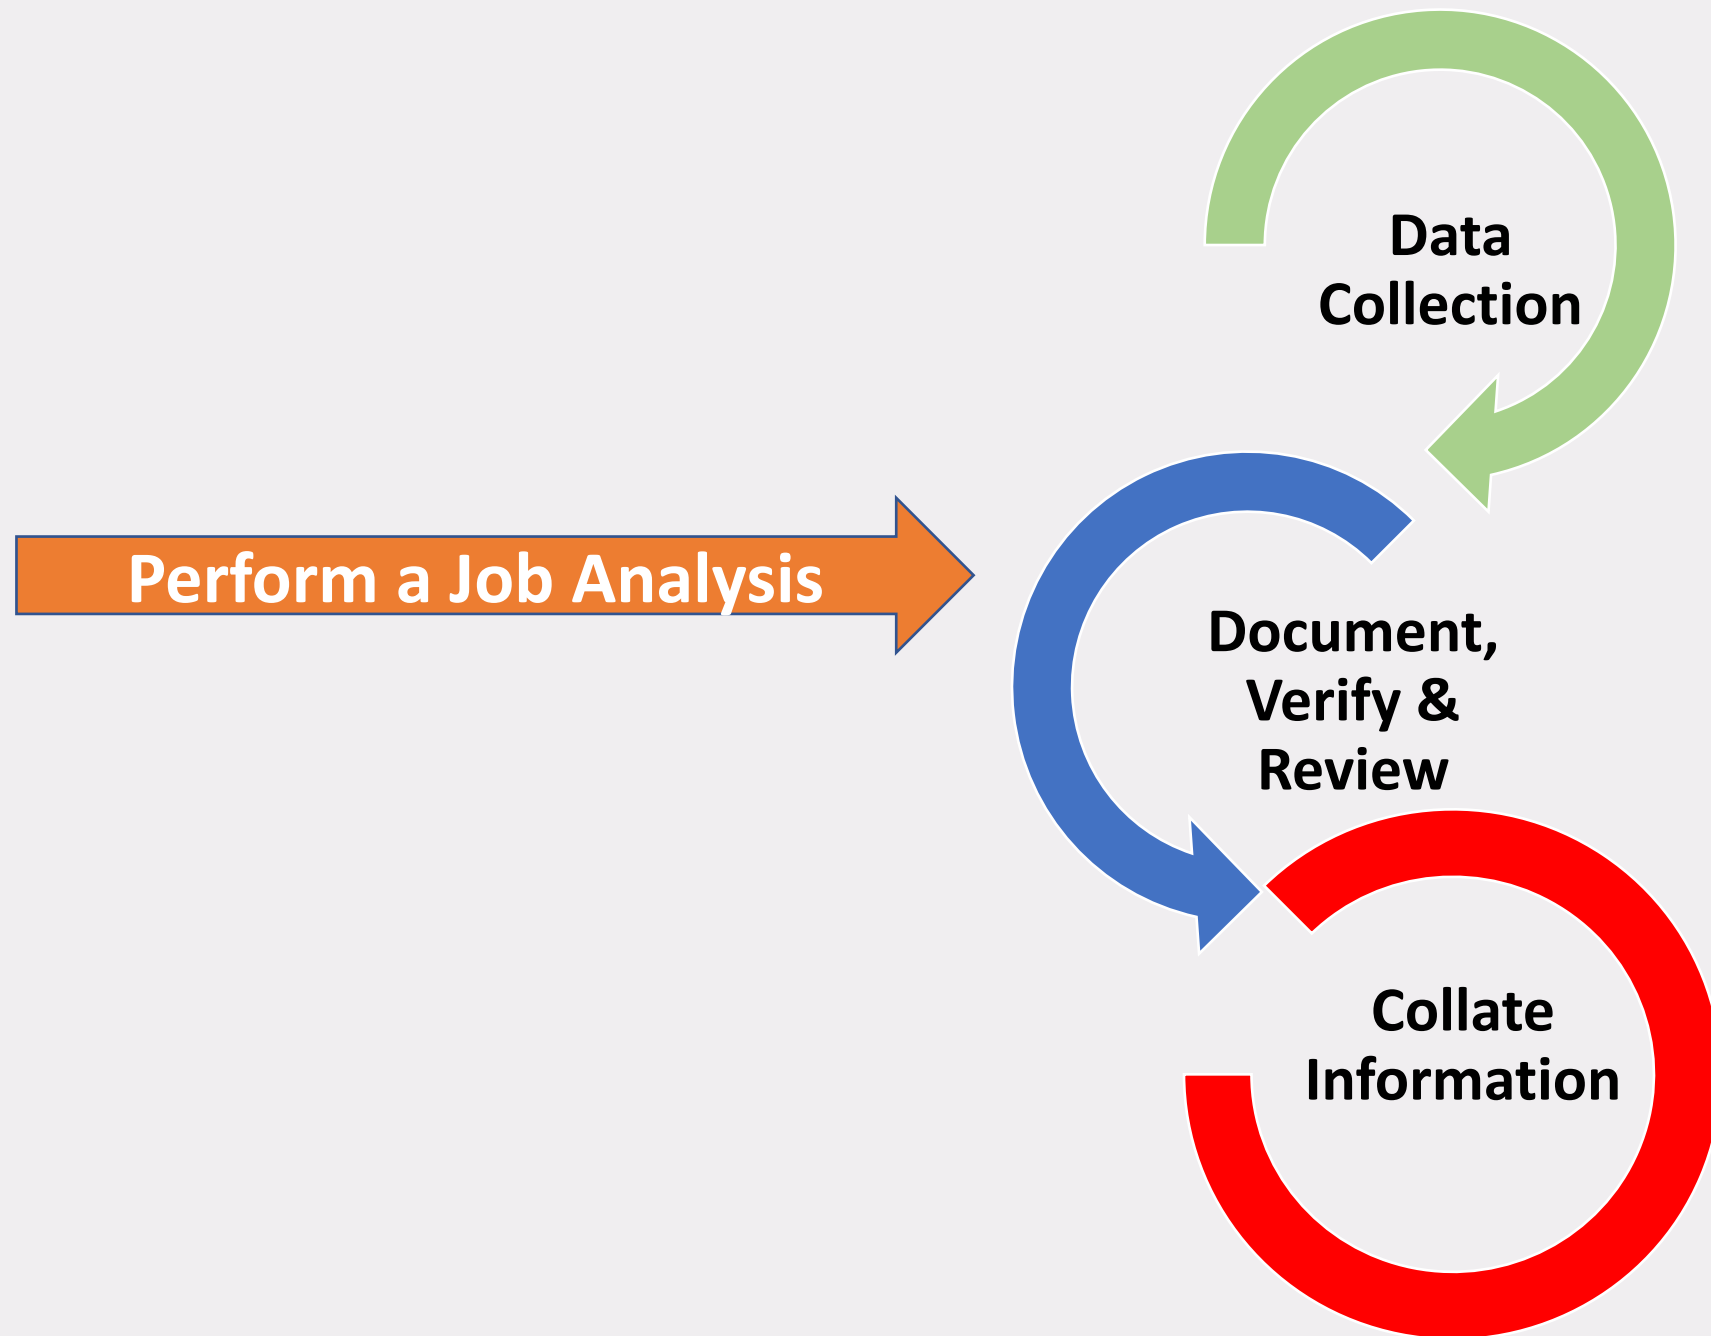 Perform a Job Analysis
Data
Collection
Document,
Verify &
Review
Collate
Information